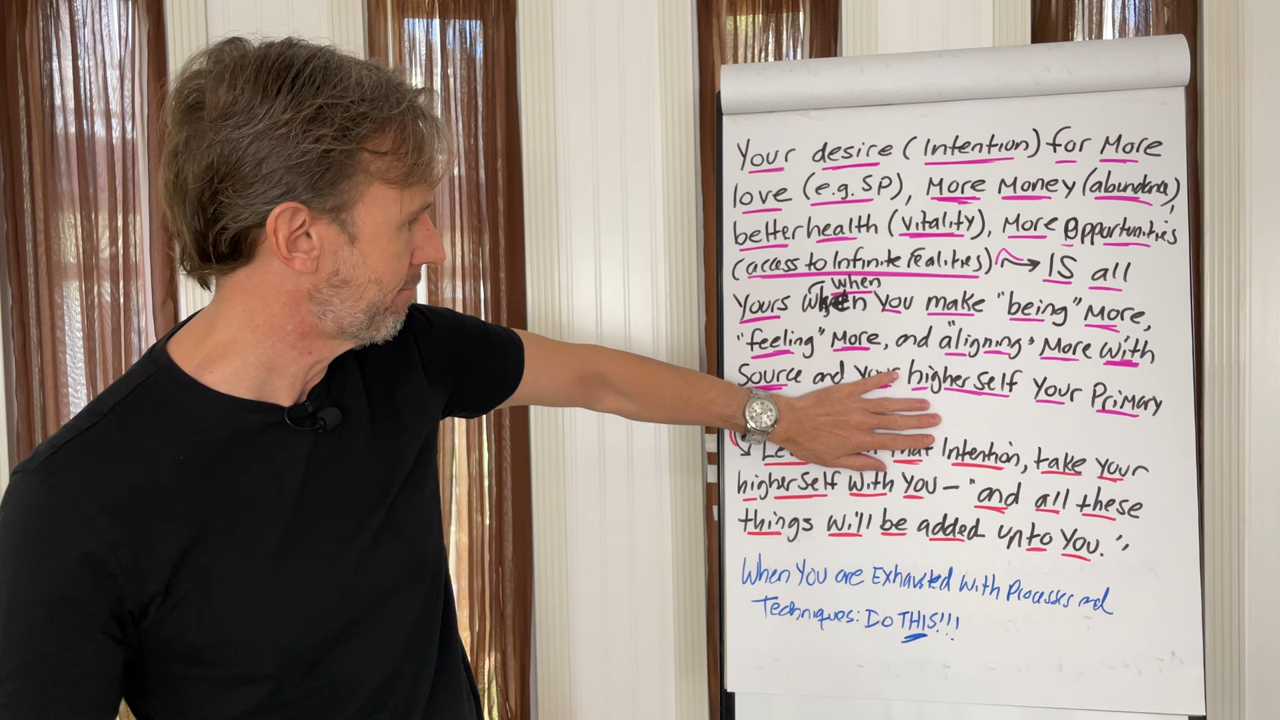 Your desire (Intention) for More
love (e.g. SP), More Money (abundance),
better health (vitality), More Opportunities
(access to Infinite realities) → IS all
when
Yours when You make "being" More,
"feeling" More, and "aligning" More with
Source and your higher self Your Primary
Intention, take your
higher Self with You – "and all these
things will be added upto You."
When You are Exhausted with Processes and
Techniques: Do THIS!!!